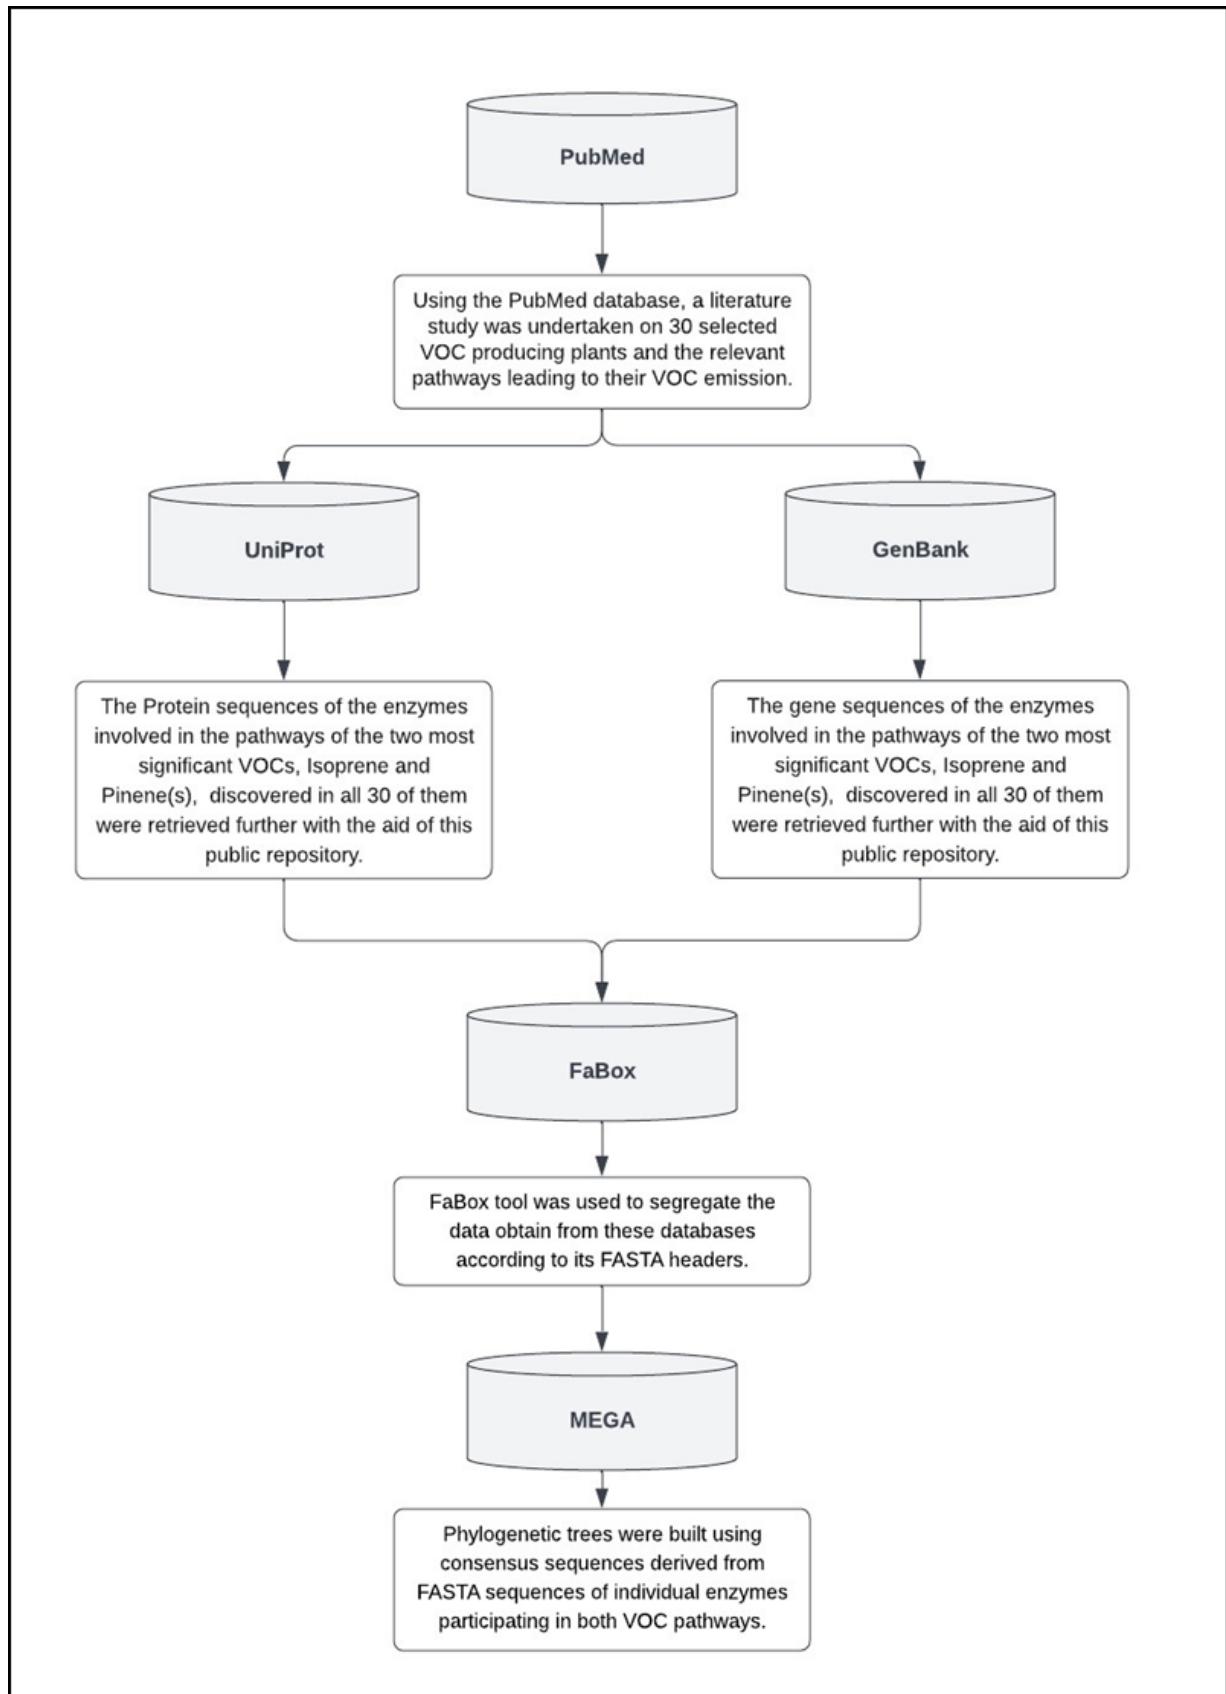 PubMed
Using the PubMed database, a literature
study was undertaken on 30 selected
VOC producing plants and the relevant
pathways leading to their VOC emission.
UniProt
GenBank
The Protein sequences of the enzymes
involved in the pathways of the two most
significant VOCs, Isoprene and
Pinene(s), discovered in all 30 of them
were retrieved further with the aid of this
public repository.
The gene sequences of the enzymes
involved in the pathways of the two most
significant VOCs, Isoprene and
Pinene(s), discovered in all 30 of them
were retrieved further with the aid of this
public repository.
FaBox
FaBox tool was used to segregate the
data obtain from these databases
according to its FASTA headers.
MEGA
Phylogenetic trees were built using
consensus sequences derived from
FASTA sequences of individual enzymes
participating in both VOC pathways.